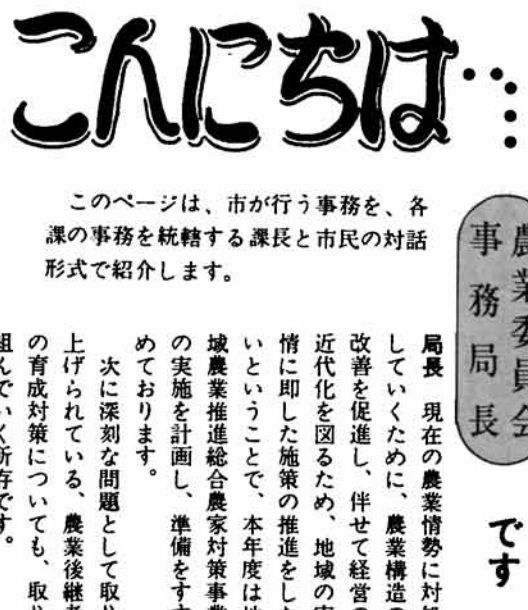 こんにちは…
このページは、市が行う事務を、各
課の事務を統轄する課長と市民の対話
形式で紹介します。
農業委員会
事務局長
です
局長　現在の農業情勢に対
していくために、農業構造の
改善を促進し、伴せて経営の
近代化を図るため、地域の実
情に即した施策の推進をした
いということで、本年度は地
域農業推進総合農家対策事業
の実施を計画し、準備をすす
めております。
次に深刻な問題として取り
上げられている、農業後継者
の育成対策についても、取り
組んでいく所存です。